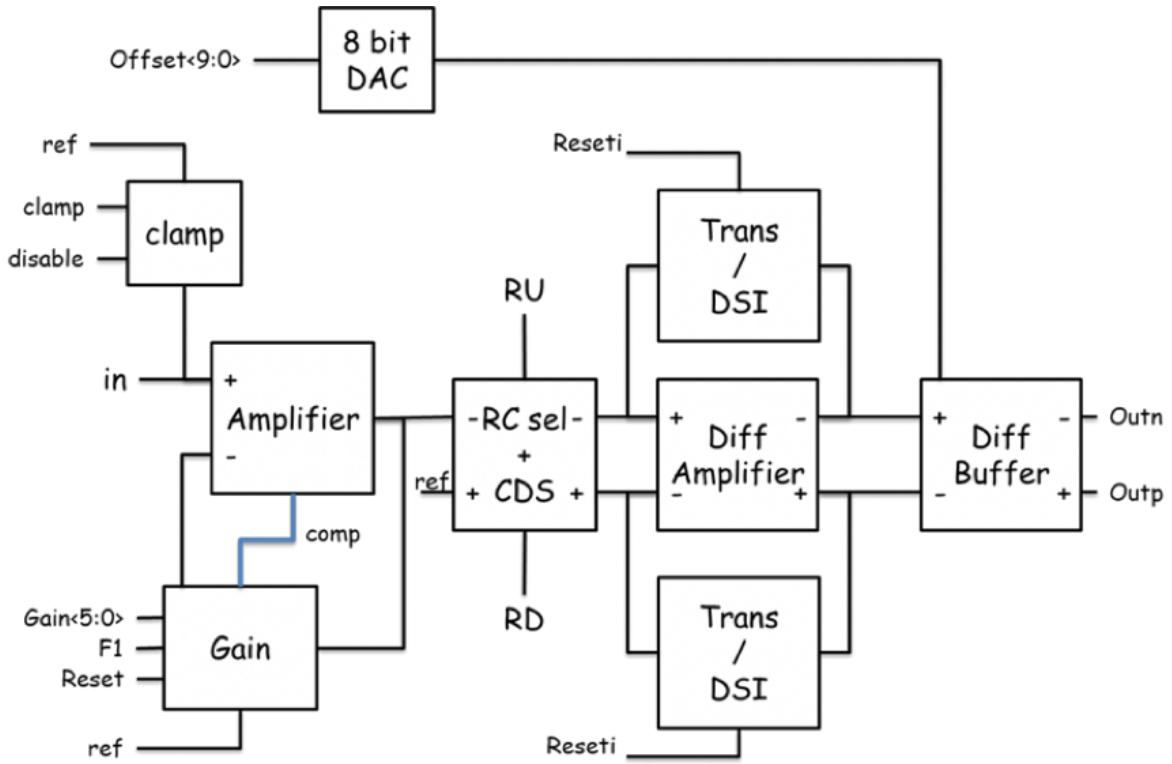 Offset<9:0>
8 bit
DAC
ref
clamp
disable
clamp
Reseti
Trans
/
DSI
RU
in
+
Amplifier
-
comp
-RC sel-
+
ref
+ CDS +
RD
+ -
Diff
Amplifier
- +
+ -
Diff
Buffer
- +
Outn
Outp
Gain<5:0>
F1
Reset
ref
Gain
Trans
/
DSI
Reseti